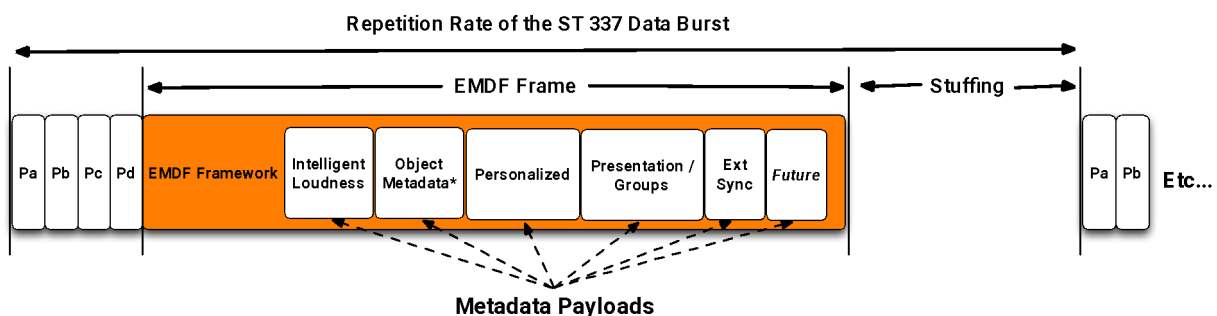 Repetition Rate of the ST 337 Data Burst
EMDF Frame
Stuffing
Pa
Pb
Pc
Pd
EMDF Framework
Intelligent
Loudness
Object
Metadata*
Personalized
Presentation /
Groups
Ext
Sync
Future
Pa
Pb
Etc...
Metadata Payloads